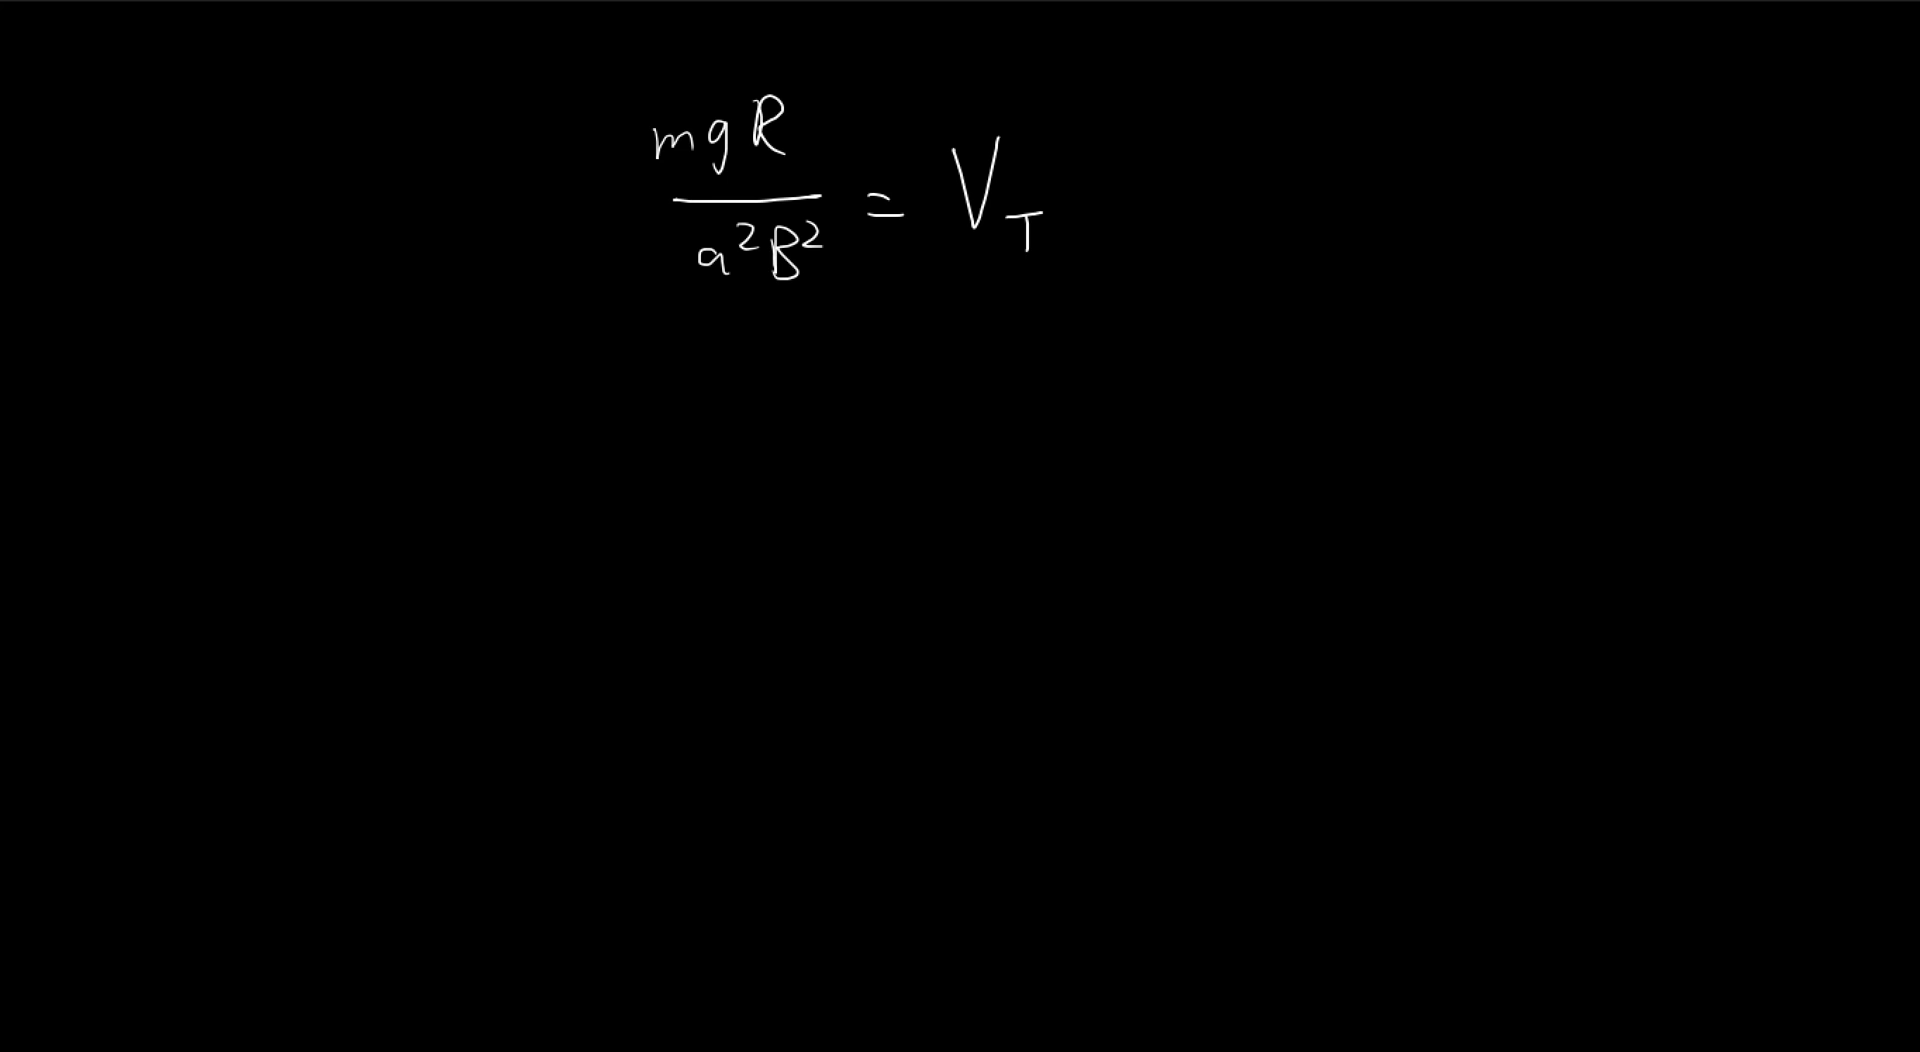 mgR
a²B² = V_T